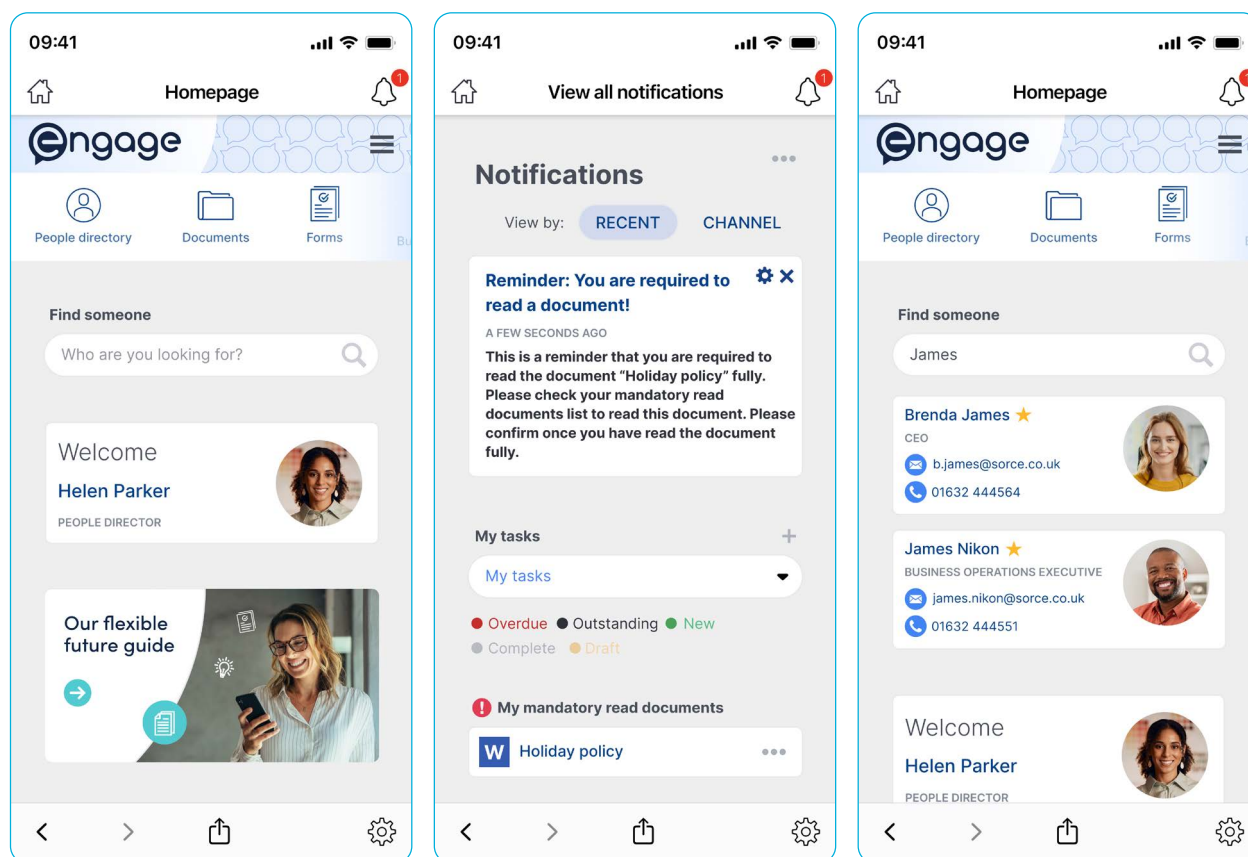 09:41
Homepage
1
engage
People directory
Documents
Forms
Bu
Find someone
Who are you looking for?
Welcome
Helen Parker
PEOPLE DIRECTOR
Our flexible
future guide
09:41
View all notifications
1
Notifications
View by:
RECENT
CHANNEL
Reminder: You are required to
read a document!
A FEW SECONDS AGO
This is a reminder that you are required to
read the document “Holiday policy” fully.
Please check your mandatory read
documents list to read this document. Please
confirm once you have read the document
fully.
My tasks
My tasks
Overdue
Outstanding
New
Complete
Draft
! My mandatory read documents
W Holiday policy
09:41
Homepage
1
engage
People directory
Documents
Forms
Find someone
James
Brenda James
CEO
b.james@sorce.co.uk
01632 444564
James Nikon
BUSINESS OPERATIONS EXECUTIVE
james.nikon@sorce.co.uk
01632 444551
Welcome
Helen Parker
PEOPLE DIRECTOR